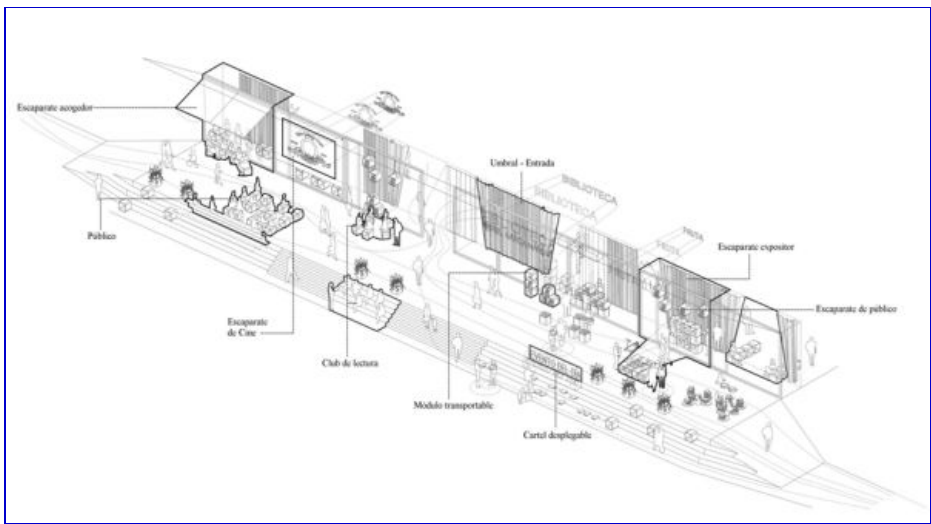 Escaparate acogedor
Umbral - Entrada
BIBLIOTECA
BIBLIOTECA
Escaparate expositor
Público
Escaparate de público
Escaparate
de Cine
Club de lectura
Módulo transportable
Cartel desplegable